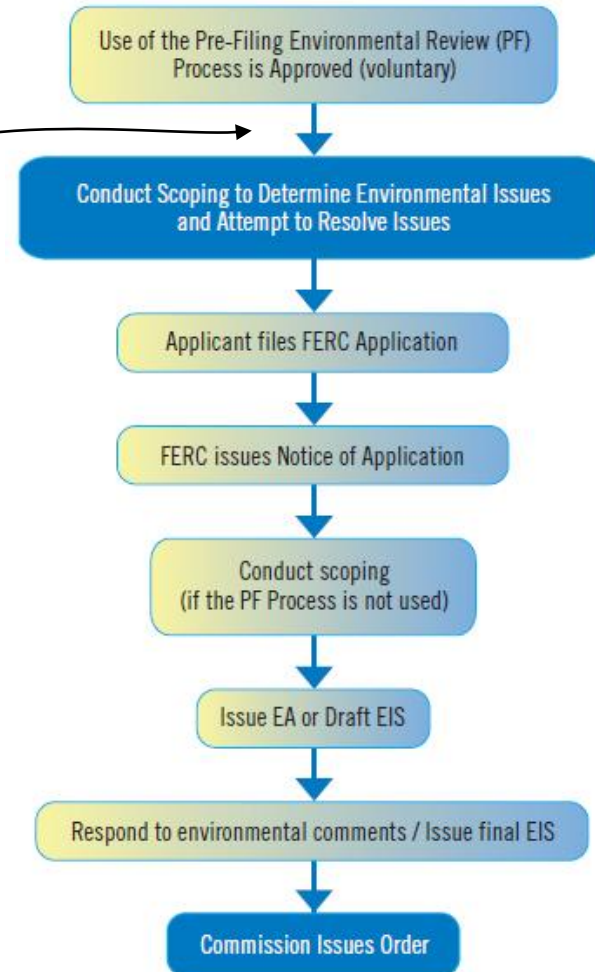 Use of the Pre-Filing Environmental Review (PF)
Process is Approved (voluntary)
Conduct Scoping to Determine Environmental Issues
and Attempt to Resolve Issues
Applicant files FERC Application
FERC issues Notice of Application
Conduct scoping
(if the PF Process is not used)
Issue EA or Draft EIS
Respond to environmental comments / Issue final EIS
Commission Issues Order